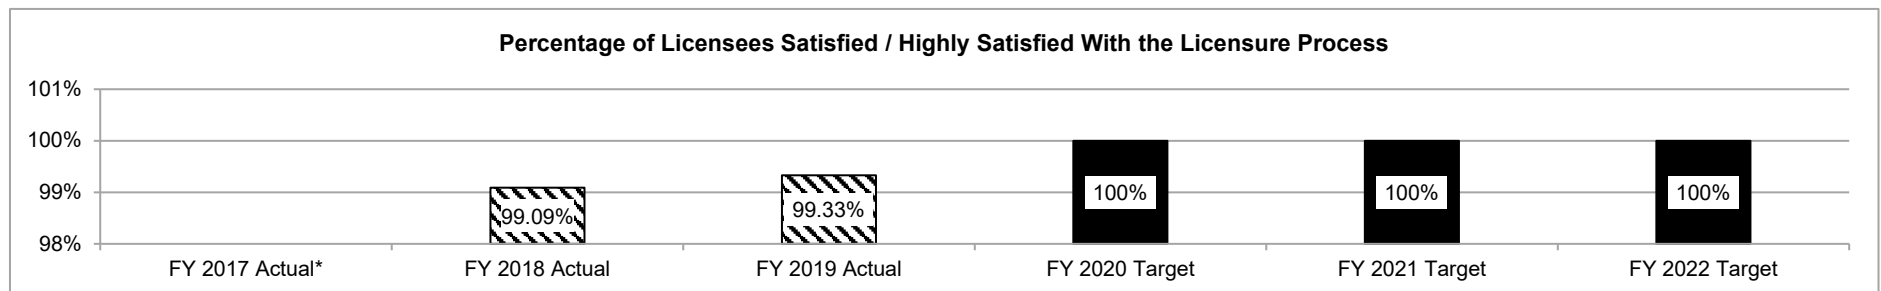 Percentage of Licensees Satisfied / Highly Satisfied With the Licensure Process
101%
100%
99%
98%
99.09%
99.33%
100%
100%
100%
FY 2017 Actual*
FY 2018 Actual
FY 2019 Actual
FY 2020 Target
FY 2021 Target
FY 2022 Target